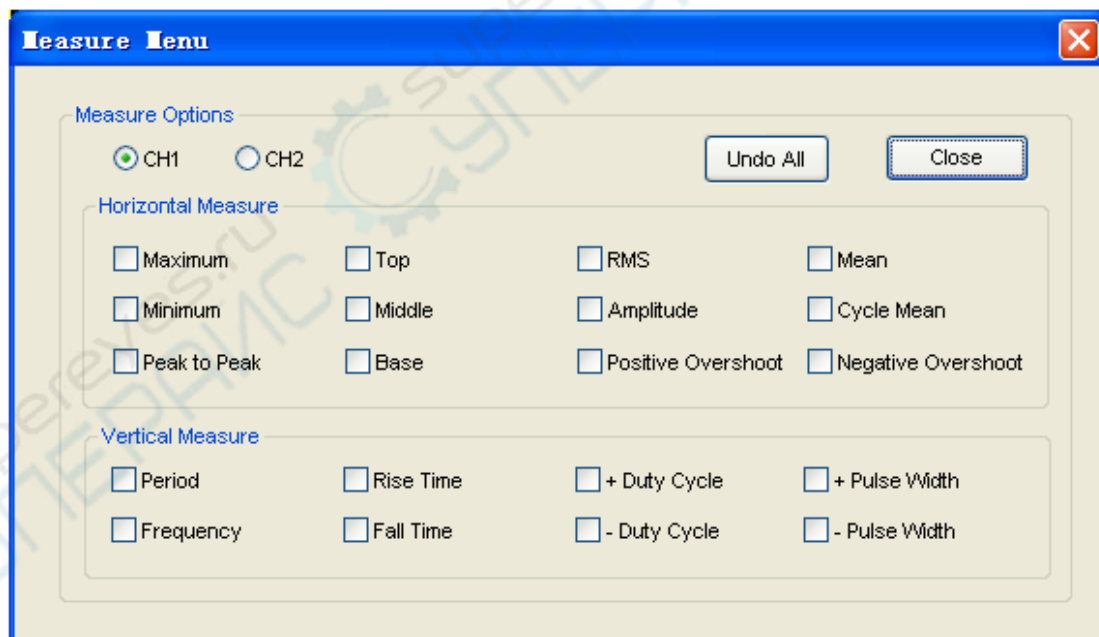 Measure Menu
Measure Options
CH1 CH2 Undo All Close
Horizontal Measure
Maximum Top RMS Mean
Minimum Middle Amplitude Cycle Mean
Peak to Peak Base Positive Overshoot Negative Overshoot
Vertical Measure
Period Rise Time + Duty Cycle + Pulse Width
Frequency Fall Time - Duty Cycle - Pulse Width